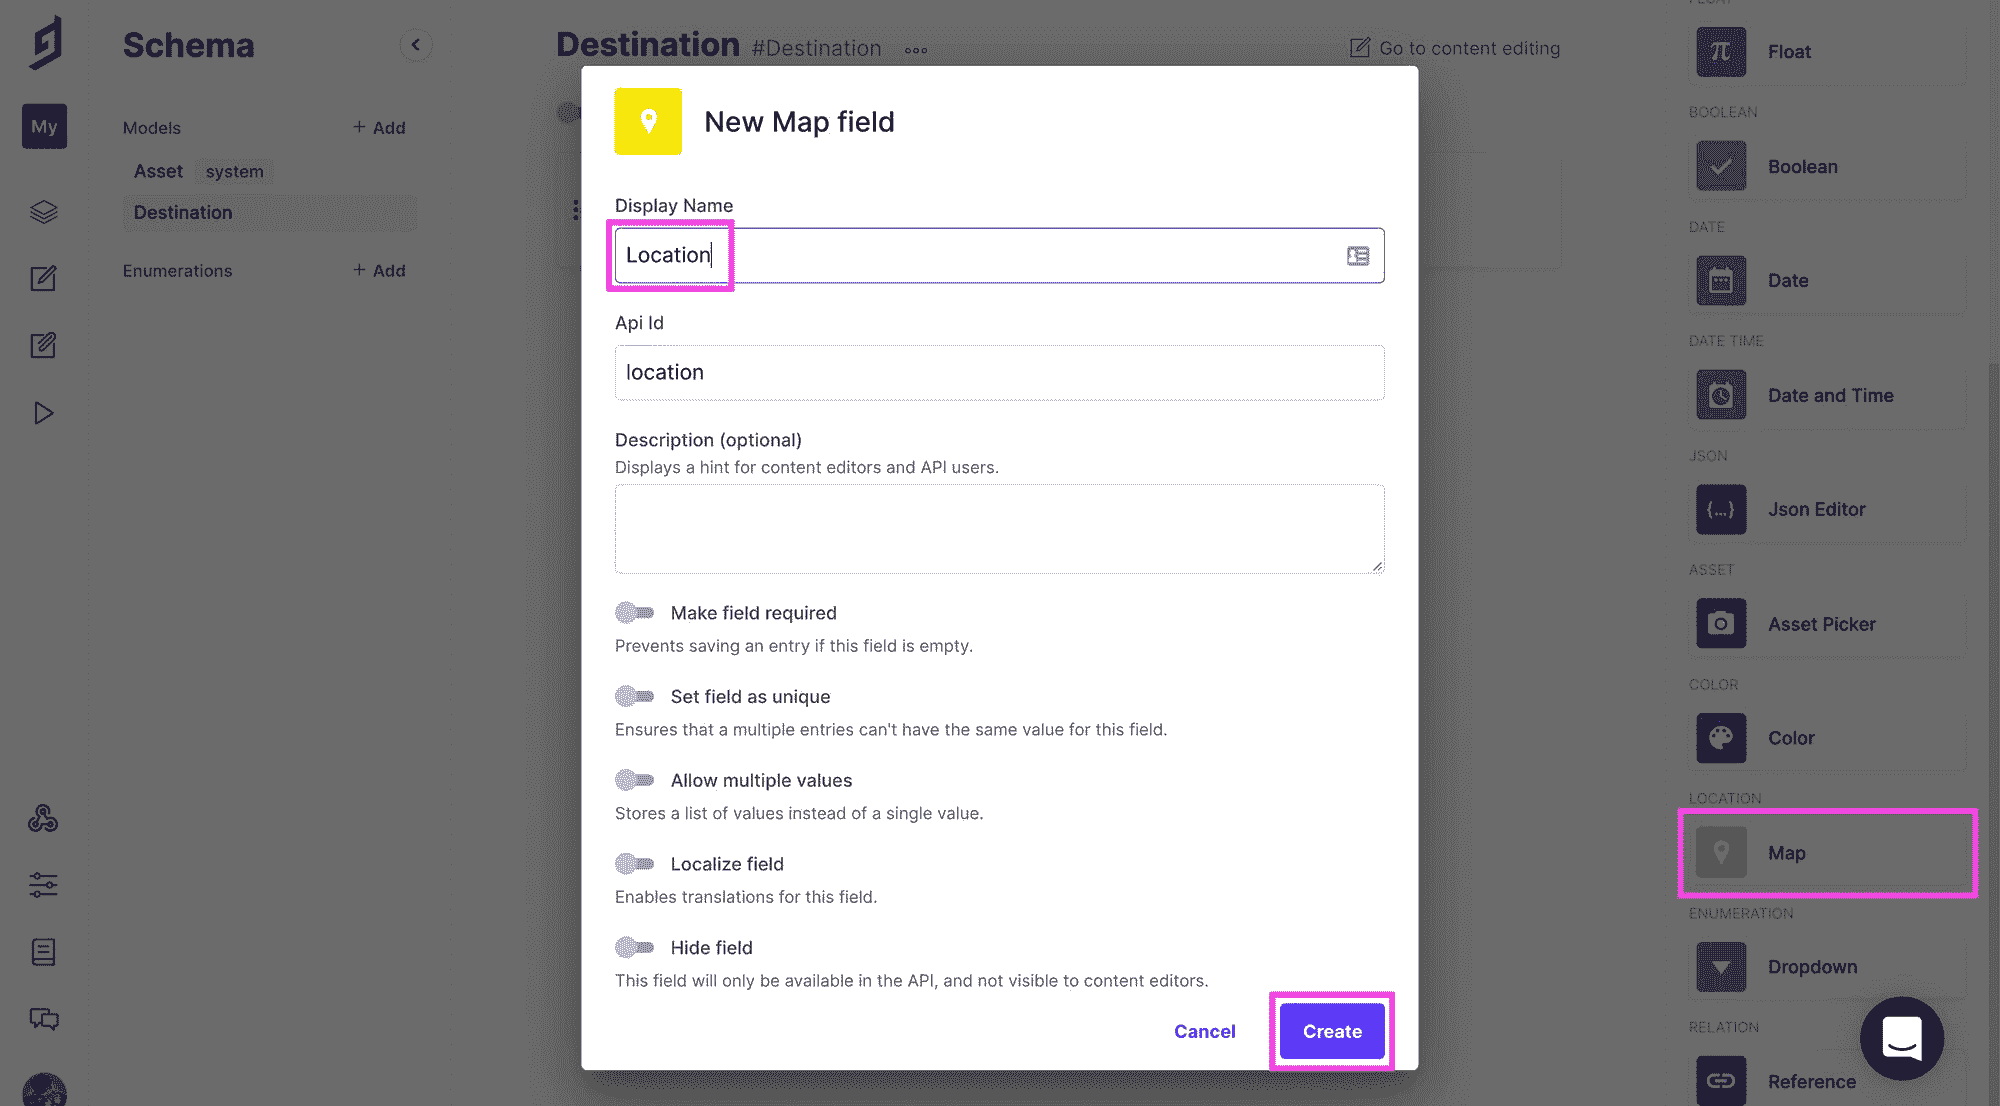 Schema
My
Models
+ Add
Asset system
Destination
Enumerations
+ Add
Destination #Destination
Go to content editing
New Map field
Display Name
Location
Api Id
location
Description (optional)
Displays a hint for content editors and API users.
Make field required
Prevents saving an entry if this field is empty.
Set field as unique
Ensures that a multiple entries can't have the same value for this field.
Allow multiple values
Stores a list of values instead of a single value.
Localize field
Enables translations for this field.
Hide field
This field will only be available in the API, and not visible to content editors.
Cancel
Create
FLOAT
Float
BOOLEAN
Boolean
DATE
Date
DATE TIME
Date and Time
JSON
Json Editor
ASSET
Asset Picker
COLOR
Color
LOCATION
Map
ENUMERATION
Dropdown
RELATION
Reference